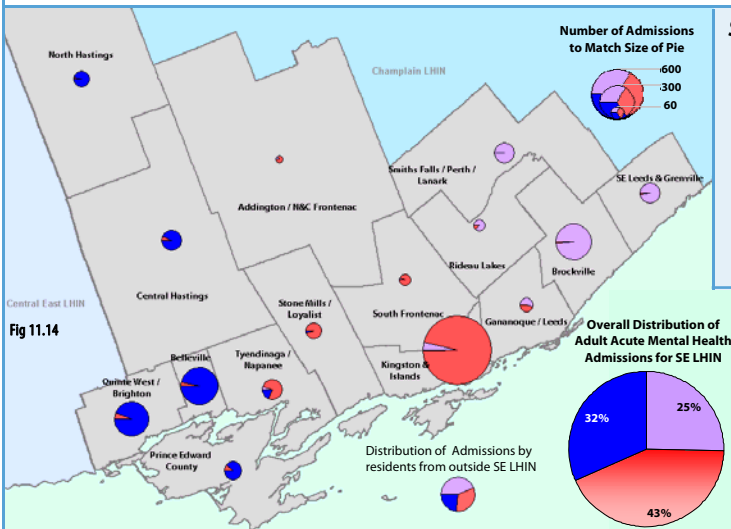 North Hastings
Champlain LHIN
Number of Admissions
to Match Size of Pie
600
300
60
Smiths Falls / Perth /
Lanark
SE Leeds & Grenville
Addington / N&C Frontenac
Rideau Lakes
Brockville
Central Hastings
Central East LHIN
Fig 11.14
Stone Mills /
Loyalist
South Frontenac
Gananoque / Leeds
Kingston &
Islands
Belleville
Tyendinaga /
Napanee
Quinte West /
Brighton
Prince Edward
County
Distribution of Admissions by
residents from outside SE LHIN
Overall Distribution of
Adult Acute Mental Health
Admissions for SE LHIN
32%
25%
43%